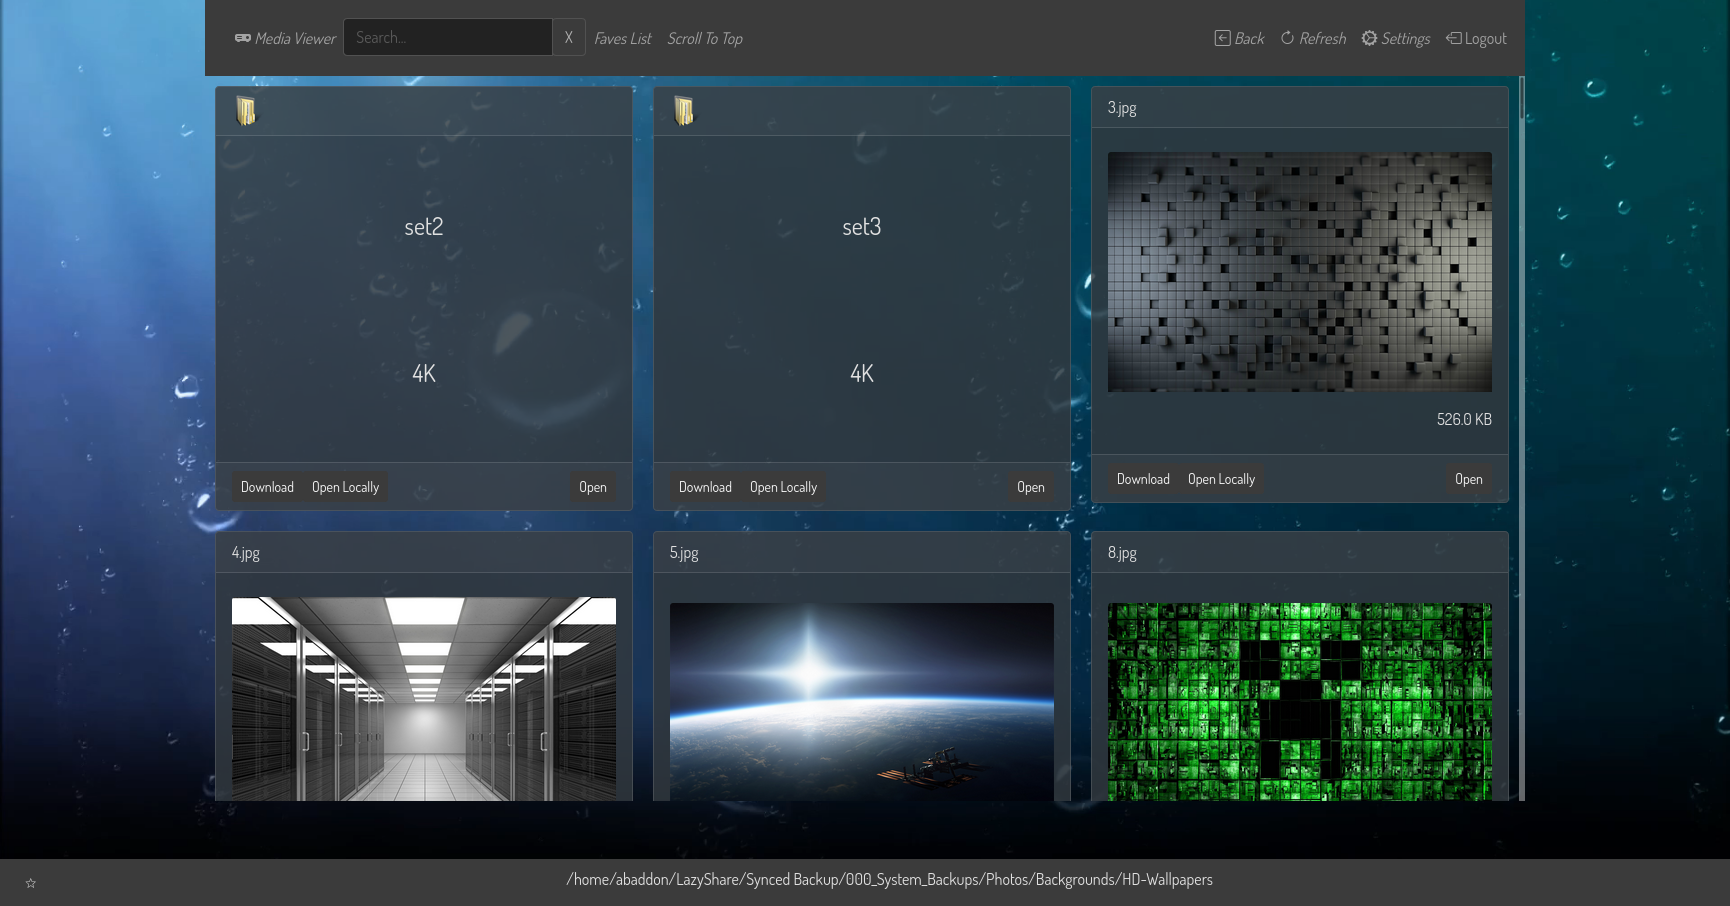 Media Viewer Search... X Faves List Scroll To Top Back Refresh Settings Logout
3.jpg
set2 set3
4K 4K
526.0 KB
Download Open Locally Open Download Open Locally Open Download Open Locally Open
4.jpg 5.jpg 8.jpg
☆ /home/abaddon/LazyShare/Synced Backup/000_System_Backups/Photos/Backgrounds/HD-Wallpapers